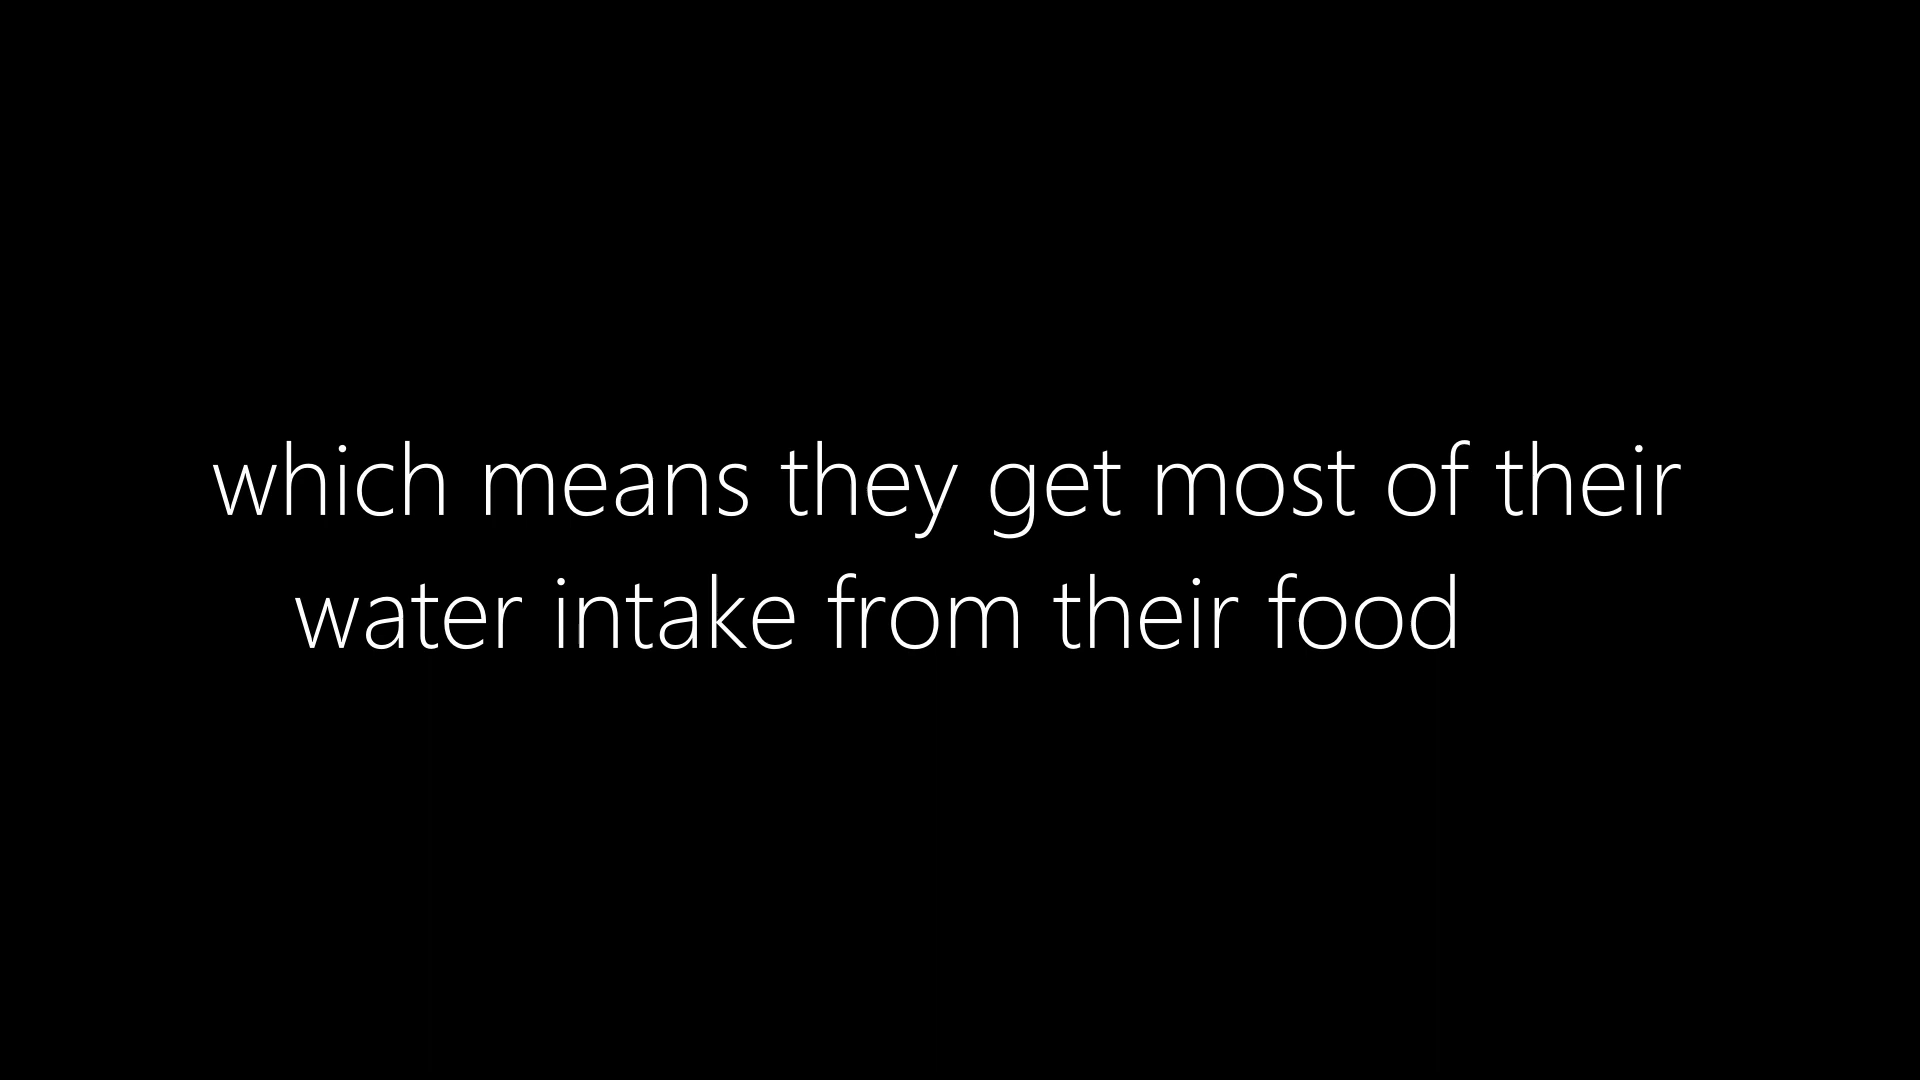 which means they get most of their
water intake from their food